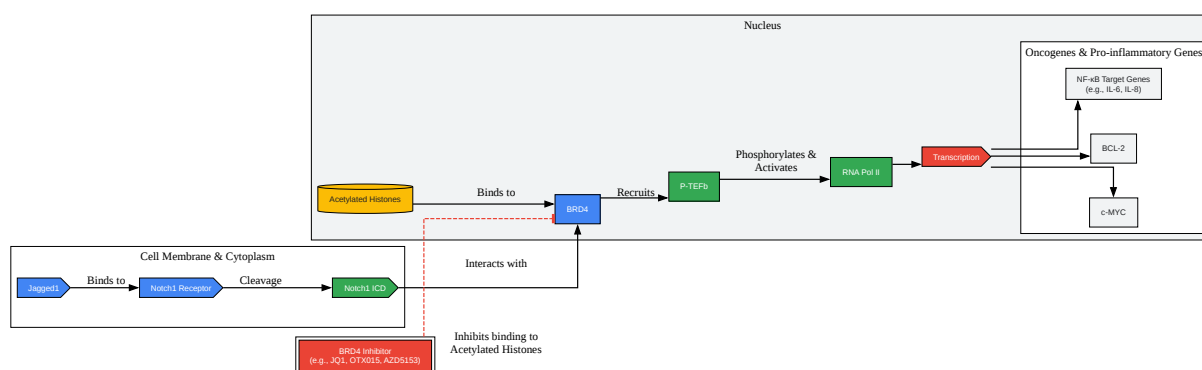 Nucleus
Oncogenes & Pro-inflammatory Genes
NF-κB Target Genes
(e.g., IL-6, IL-8)
BCL-2
c-MYC
Transcription
RNA Pol II
Phosphorylates &
Activates
P-TEFb
Recruits
BRD4
Binds to
Acetylated Histones
Cell Membrane & Cytoplasm
Jagged1
Binds to
Notch1 Receptor
Cleavage
Notch1 ICD
Interacts with
Inhibits binding to
Acetylated Histones
BRD4 Inhibitor
(e.g., JQ1, OTX015, AZD5153)